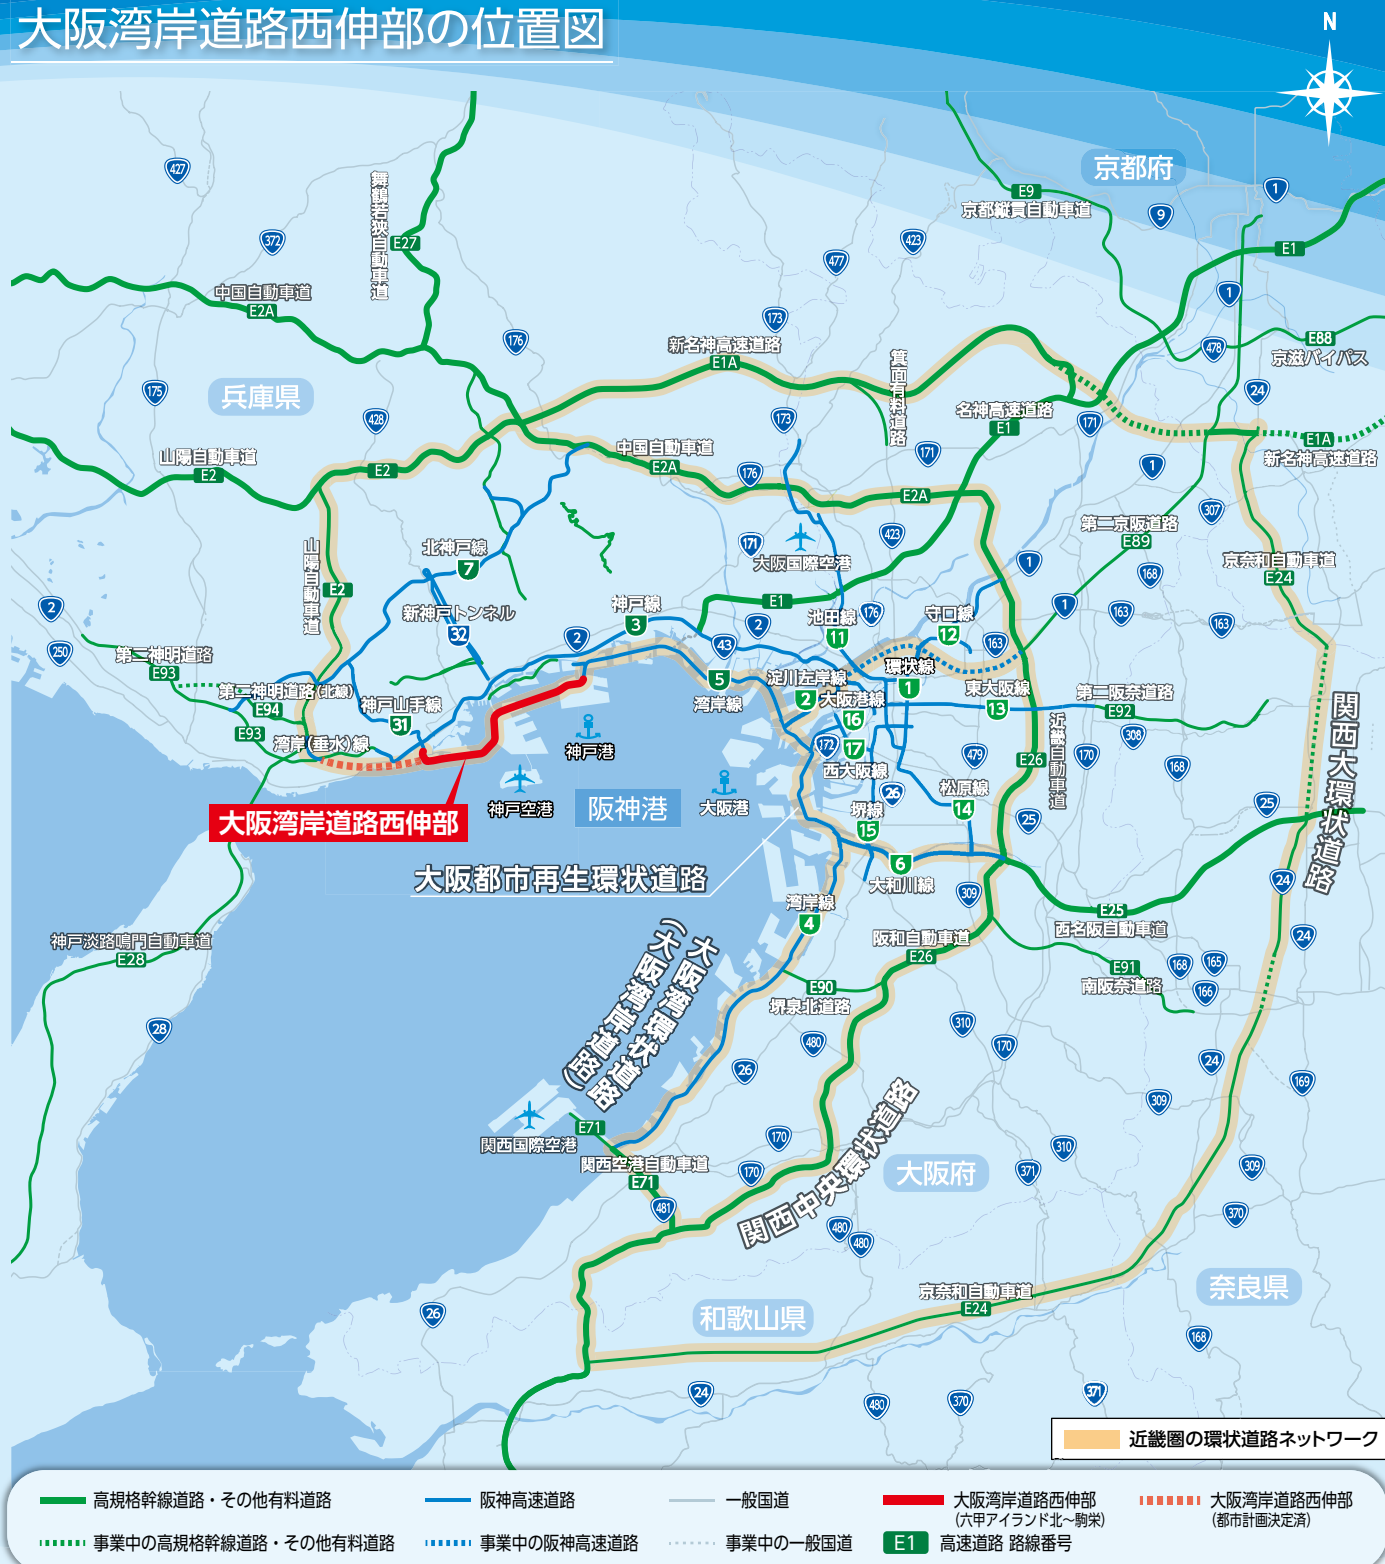 大阪湾岸道路西伸部の位置図
N
京都府
427
舞鶴若狭自動車道
E27
372
E9
京都縦貫自動車道
9
1
E1
423
477
中国自動車道
E2A
1
173
176
新名神高速道路
E1A
箕面有料道路
478
E88
京滋バイパス
兵庫県
175
428
173
名神高速道路
E1
171
24
E1A
新名神高速道路
山陽自動車道
E2
E2
中国自動車道
E2A
176
171
1
E2A
307
第二京阪道路
E89
423
171
大阪国際空港
山陽自動車道
E2
北神戸線
7
1
168
京奈和自動車道
E24
新神戸トンネル
32
神戸線
3
E1
2
250
2
2
43
池田線
11
176
守口線
12
163
1
163
163
第二神明道路
E93
第二神明道路(北線)
E94
E93
神戸山手線
31
湾岸(垂水)線
5
湾岸線
淀川左岸線
2
大阪港線
16
環状線
1
東大阪線
13
第二阪奈道路
E92
308
関西大環状道路
神戸港
神戸空港
阪神港
大阪港
172
17
西大阪線
479
E26
近畿自動車道
170
168
大阪湾岸道路西伸部
26
松原線
14
堺線
15
25
25
大阪都市再生環状道路
6
大和川線
309
24
湾岸線
4
E25
西名阪自動車道
24
神戸淡路鳴門自動車道
E28
阪和自動車道
E26
E91
南阪奈道路
168
165
166
大阪湾環状道路
(大阪湾岸道路)
E90
堺泉北道路
28
480
310
170
24
26
169
309
関西国際空港
E71
関西空港自動車道
E71
170
170
関西中央環状道路
大阪府
310
371
309
481
480
480
370
26
和歌山県
京奈和自動車道
E24
奈良県
168
24
480
370
371
近畿圏の環状道路ネットワーク
高規格幹線道路・その他有料道路
阪神高速道路
一般国道
大阪湾岸道路西伸部
(六甲アイランド北～駒栄)
大阪湾岸道路西伸部
(都市計画決定済)
事業中の高規格幹線道路・その他有料道路
事業中の阪神高速道路
事業中の一般国道
E1
高速道路 路線番号